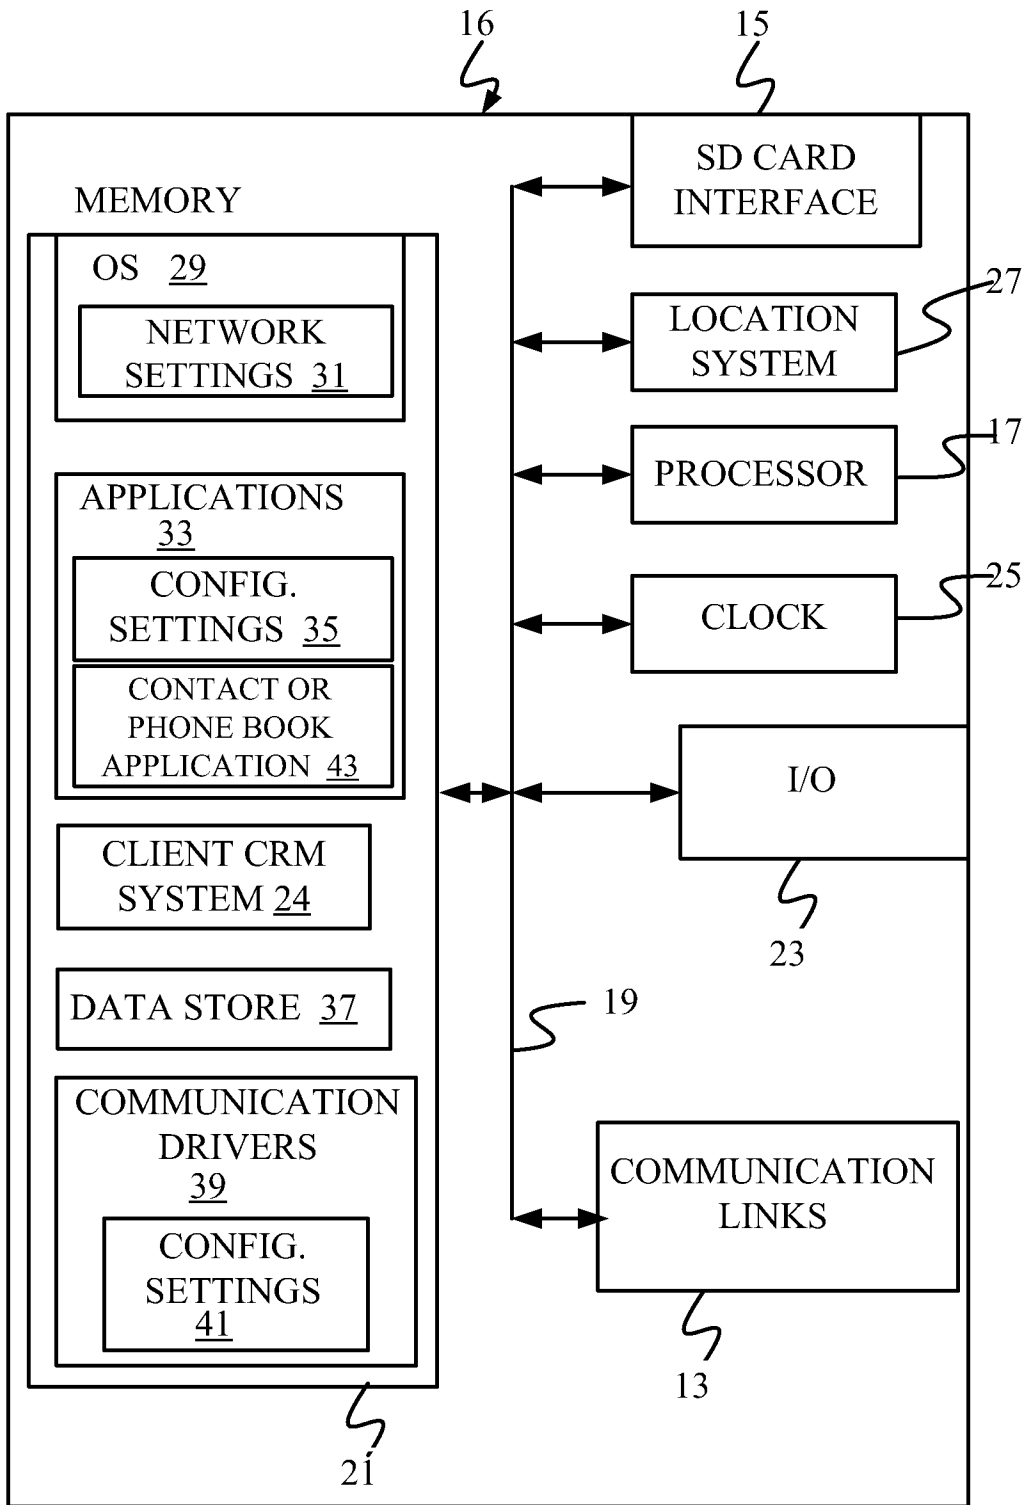 16
15
SD CARD
INTERFACE
MEMORY
OS 29
NETWORK
SETTINGS 31
27
LOCATION
SYSTEM
17
PROCESSOR
APPLICATIONS
33
CONFIG.
SETTINGS 35
25
CLOCK
CONTACT OR
PHONE BOOK
APPLICATION 43
I/O
23
CLIENT CRM
SYSTEM 24
DATA STORE 37
19
COMMUNICATION
DRIVERS
39
CONFIG.
SETTINGS
41
COMMUNICATION
LINKS
13
21